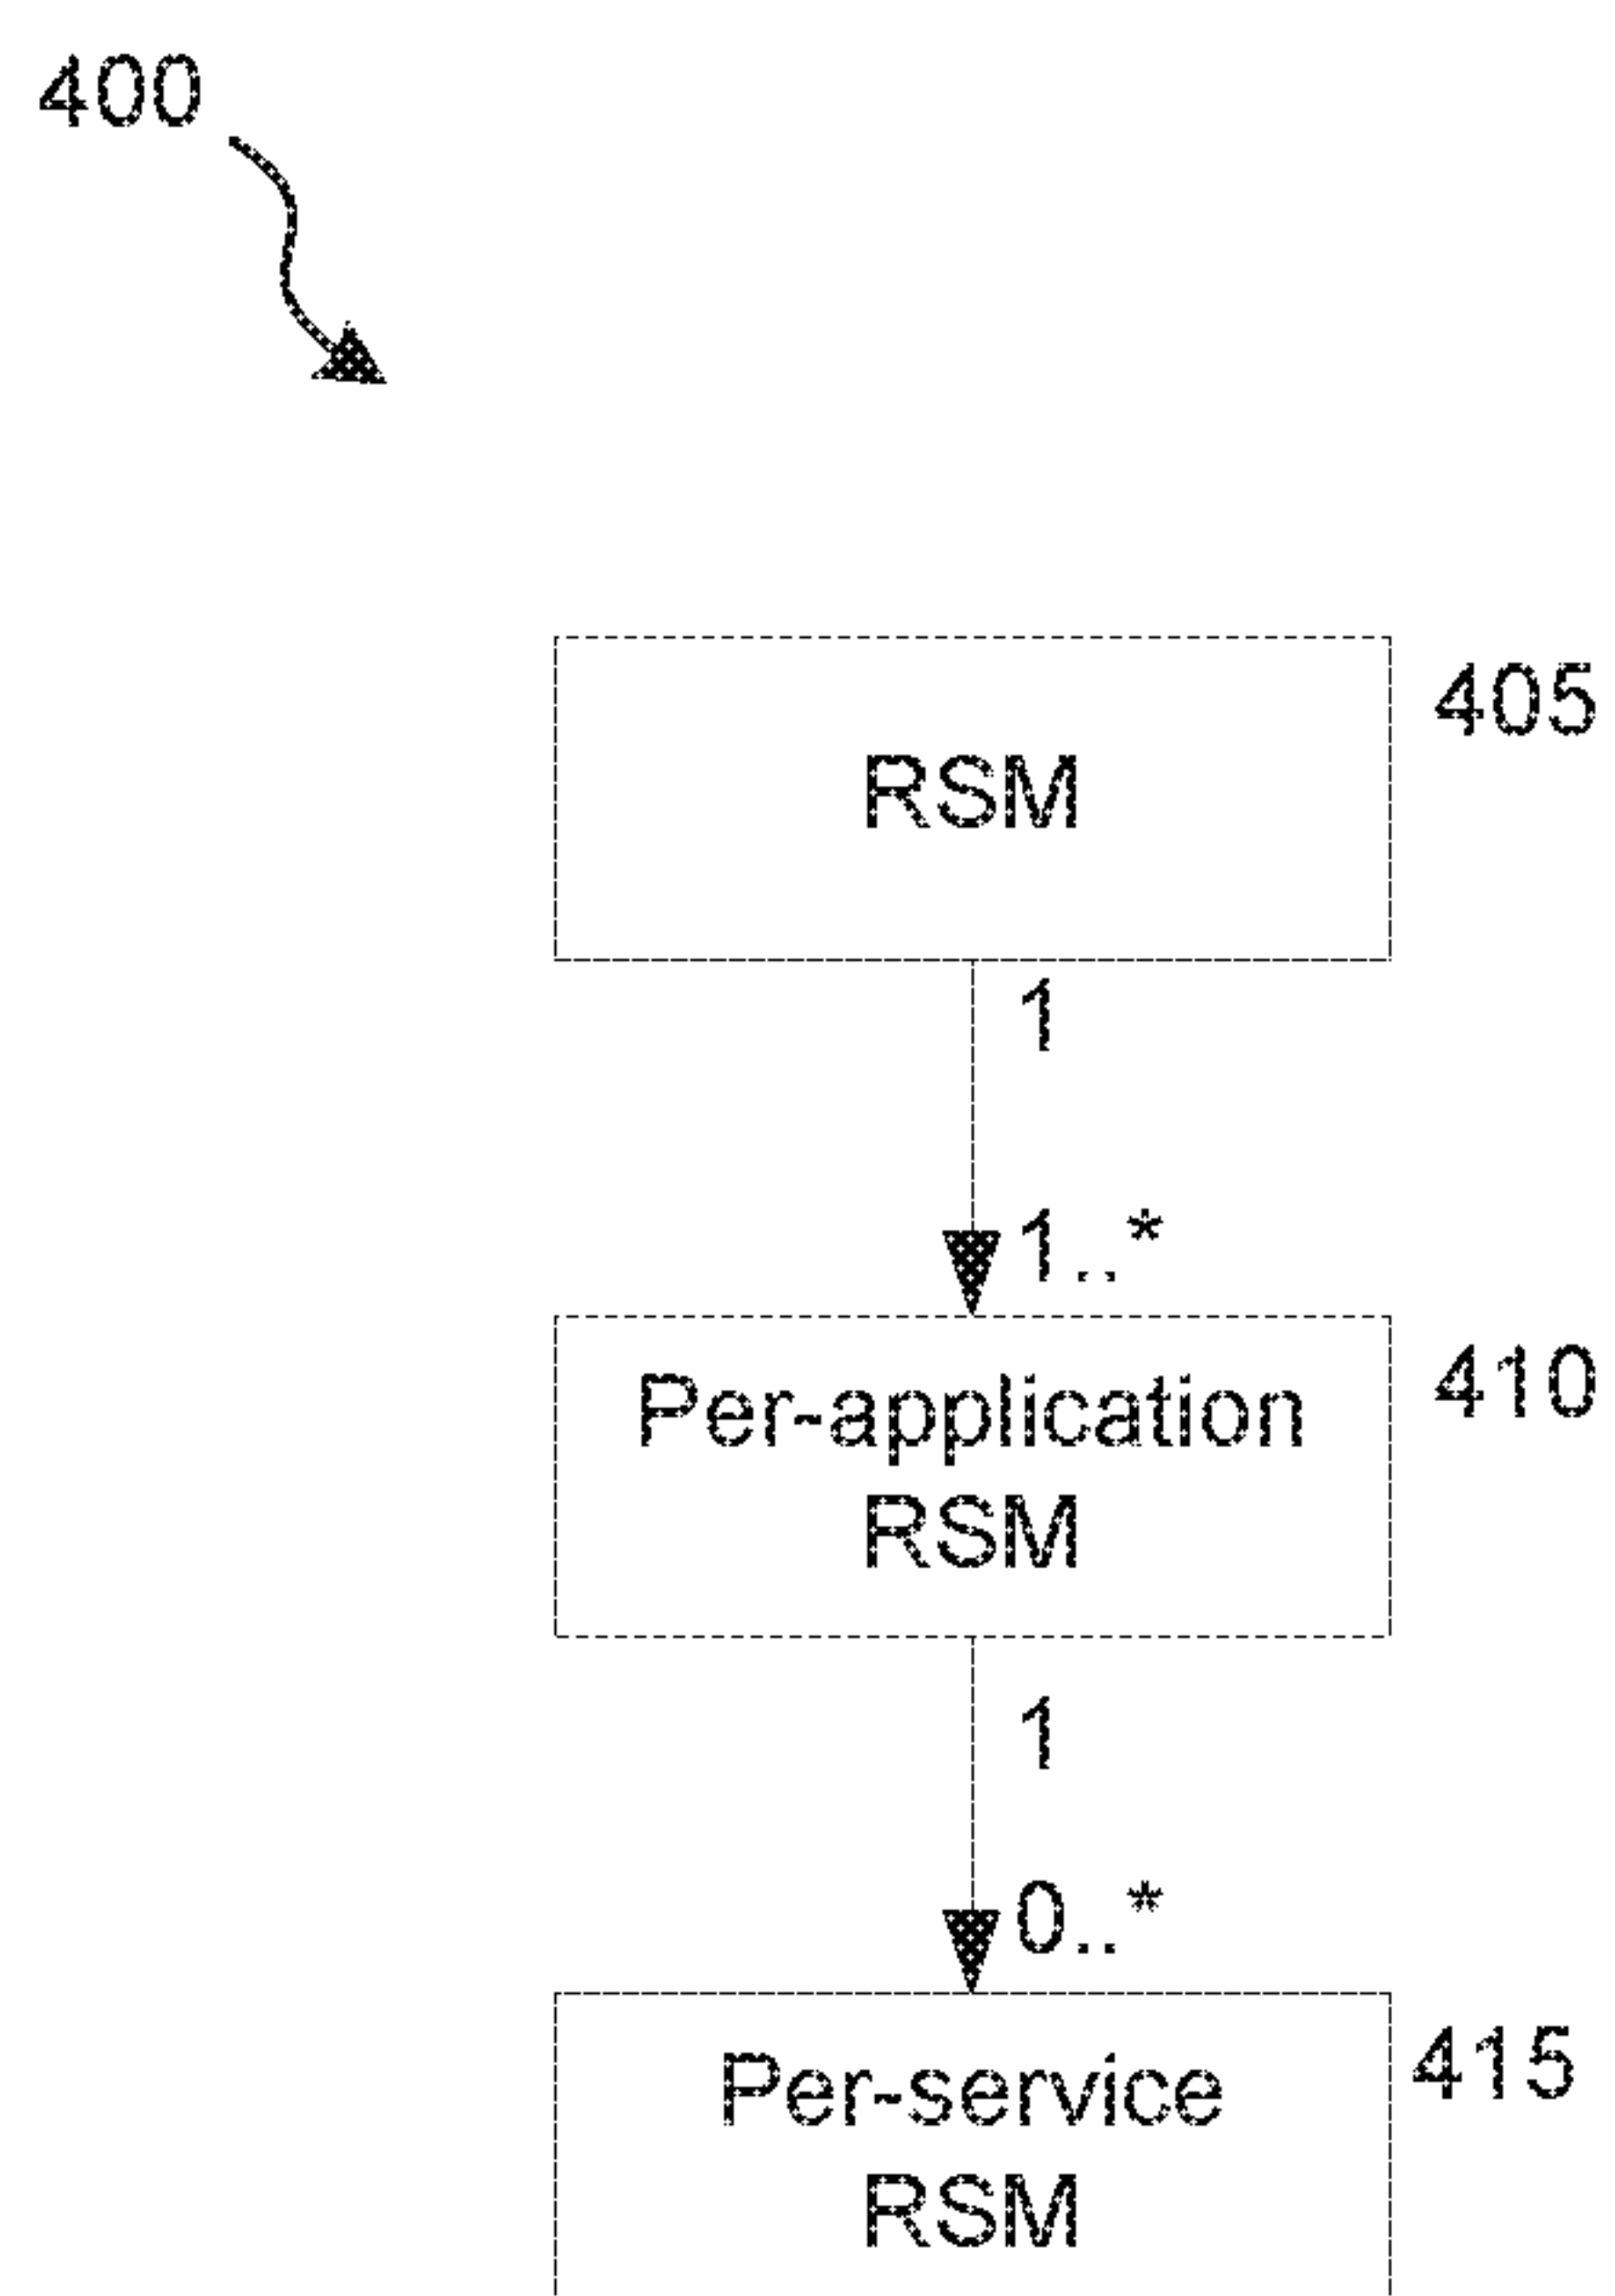 400
405
RSM
1
1..*
410
Per-application
RSM
1
0..*
415
Per-service
RSM